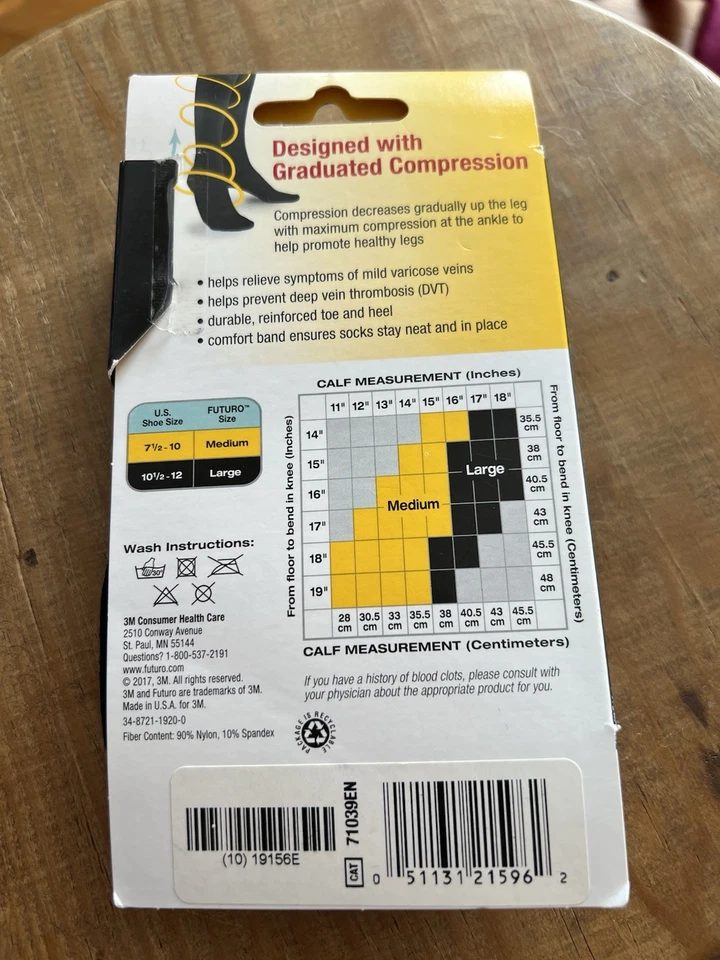 Designed with
Graduated Compression
Compression decreases gradually up the leg
with maximum compression at the ankle to
help promote healthy legs
• helps relieve symptoms of mild varicose veins
• helps prevent deep vein thrombosis (DVT)
• durable, reinforced toe and heel
• comfort band ensures socks stay neat and in place
U.S. Shoe Size FUTURO™ Size
7 1/2 - 10 Medium
10 1/2 - 12 Large
CALF MEASUREMENT (Inches)
11" 12" 13" 14" 15" 16" 17" 18"
From floor to bend in knee (Inches)
14" 35.5 cm
15" 38 cm
16" 40.5 cm
17" 43 cm
18" 45.5 cm
19" 48 cm
Medium
Large
From floor to bend in knee (Centimeters)
28 cm 30.5 cm 33 cm 35.5 cm 38 cm 40.5 cm 43 cm 45.5 cm
CALF MEASUREMENT (Centimeters)
Wash Instructions:
30°
3M Consumer Health Care
2510 Conway Avenue
St. Paul, MN 55144
Questions? 1-800-537-2191
www.futuro.com
© 2017, 3M. All rights reserved.
3M and Futuro are trademarks of 3M.
Made in U.S.A. for 3M.
34-8721-1920-0
Fiber Content: 90% Nylon, 10% Spandex
If you have a history of blood clots, please consult with
your physician about the appropriate product for you.
PACKAGE IS RECYCLABLE
(10) 19156E
CAT 71039EN
0 51131 21596 2